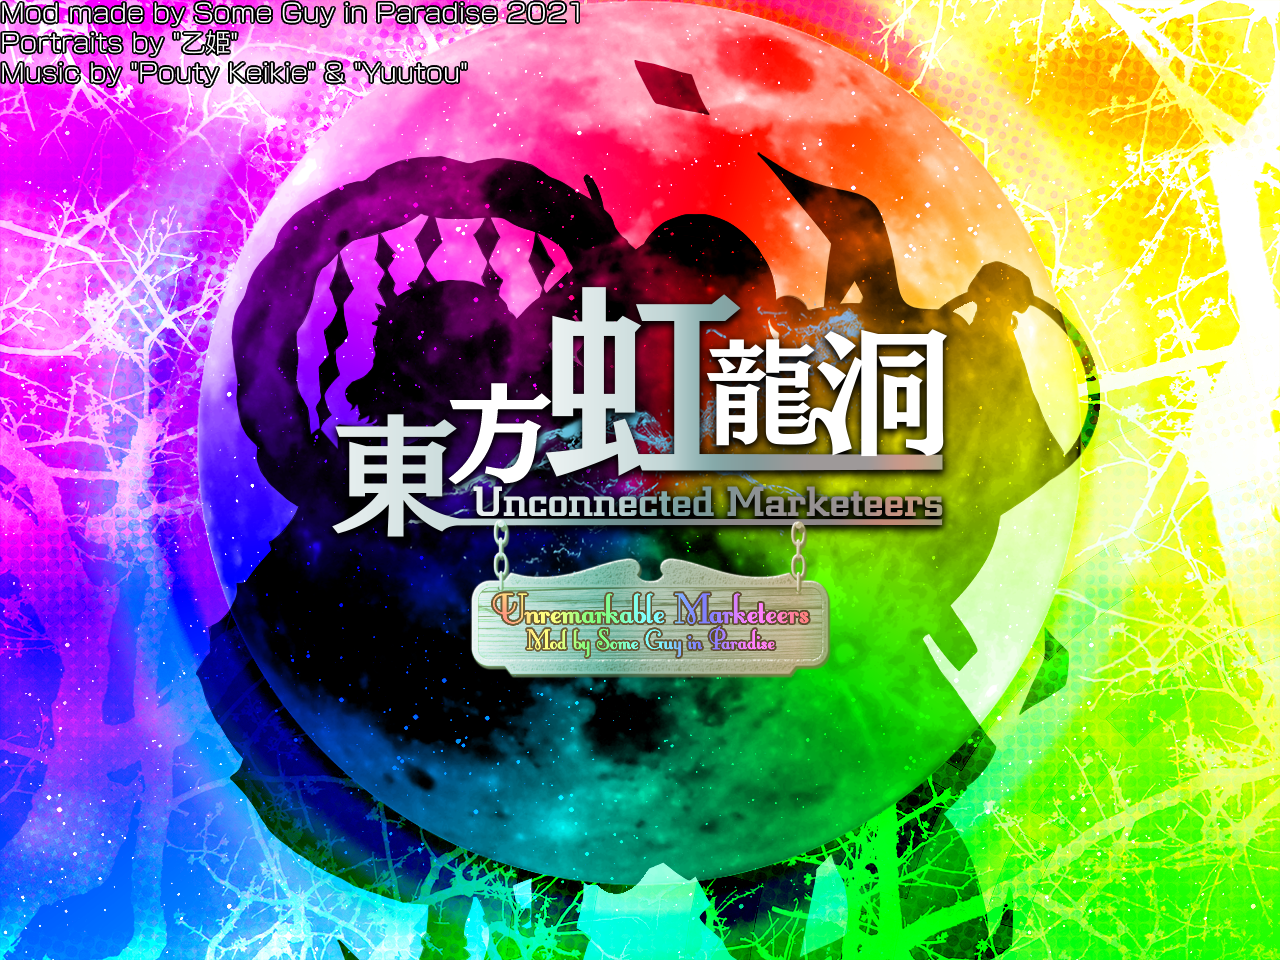 Mod made by Some Guy in Paradise 2021
Portraits by "乙姫"
Music by "Pouty Keikie" & "Yuutou"
東方虹龍洞
Unconnected Marketeers
Unremarkable Marketeers
Mod by Some Guy in Paradise